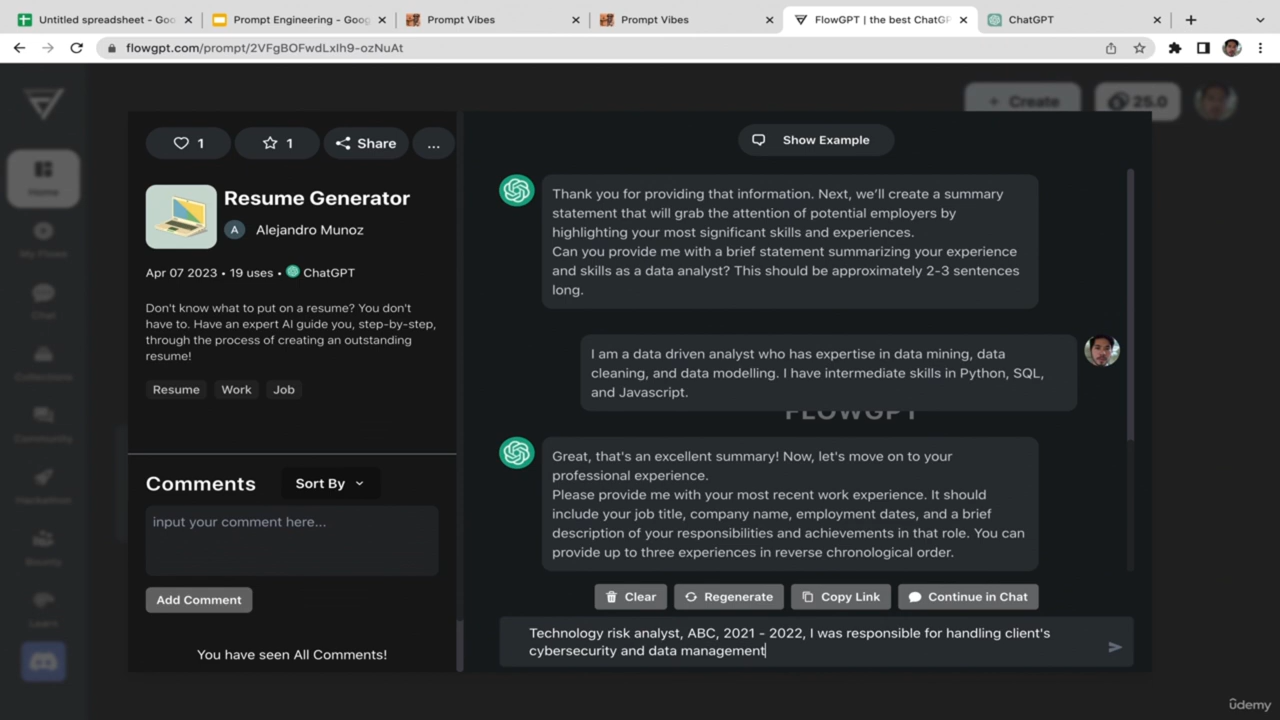 Untitled spreadsheet - Goo
Prompt Engineering - Goog
Prompt Vibes
Prompt Vibes
FlowGPT | the best ChatGP
ChatGPT
flowgpt.com/prompt/2VFgBOFwdLxIh9-ozNuAt
+ Create
25.0
Home
My Flows
Chat
Collections
Community
Hackathon
Bounty
Learn
1
1
Share
...
Resume Generator
A
Alejandro Munoz
Apr 07 2023 • 19 uses • ChatGPT
Don't know what to put on a resume? You don't
have to. Have an expert AI guide you, step-by-step,
through the process of creating an outstanding
resume!
Resume
Work
Job
Comments
Sort By
input your comment here...
Add Comment
You have seen All Comments!
Show Example
Thank you for providing that information. Next, we'll create a summary
statement that will grab the attention of potential employers by
highlighting your most significant skills and experiences.
Can you provide me with a brief statement summarizing your experience
and skills as a data analyst? This should be approximately 2-3 sentences
long.
I am a data driven analyst who has expertise in data mining, data
cleaning, and data modelling. I have intermediate skills in Python, SQL,
and Javascript.
FLOWGPT
Great, that's an excellent summary! Now, let's move on to your
professional experience.
Please provide me with your most recent work experience. It should
include your job title, company name, employment dates, and a brief
description of your responsibilities and achievements in that role. You can
provide up to three experiences in reverse chronological order.
Clear
Regenerate
Copy Link
Continue in Chat
Technology risk analyst, ABC, 2021 - 2022, I was responsible for handling client's
cybersecurity and data management
ûdemy